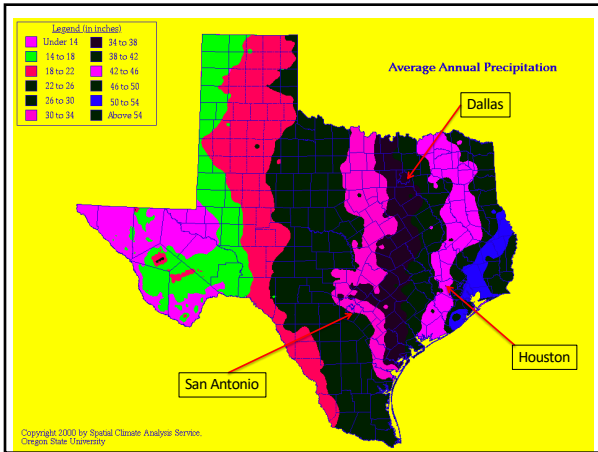 Legend (in inches)
Under 14
14 to 18
18 to 22
22 to 26
26 to 30
30 to 34
34 to 38
38 to 42
42 to 46
46 to 50
50 to 54
Above 54
Average Annual Precipitation
Dallas
Houston
San Antonio
Copyright 2000 by Spatial Climate Analysis Service,
Oregon State University